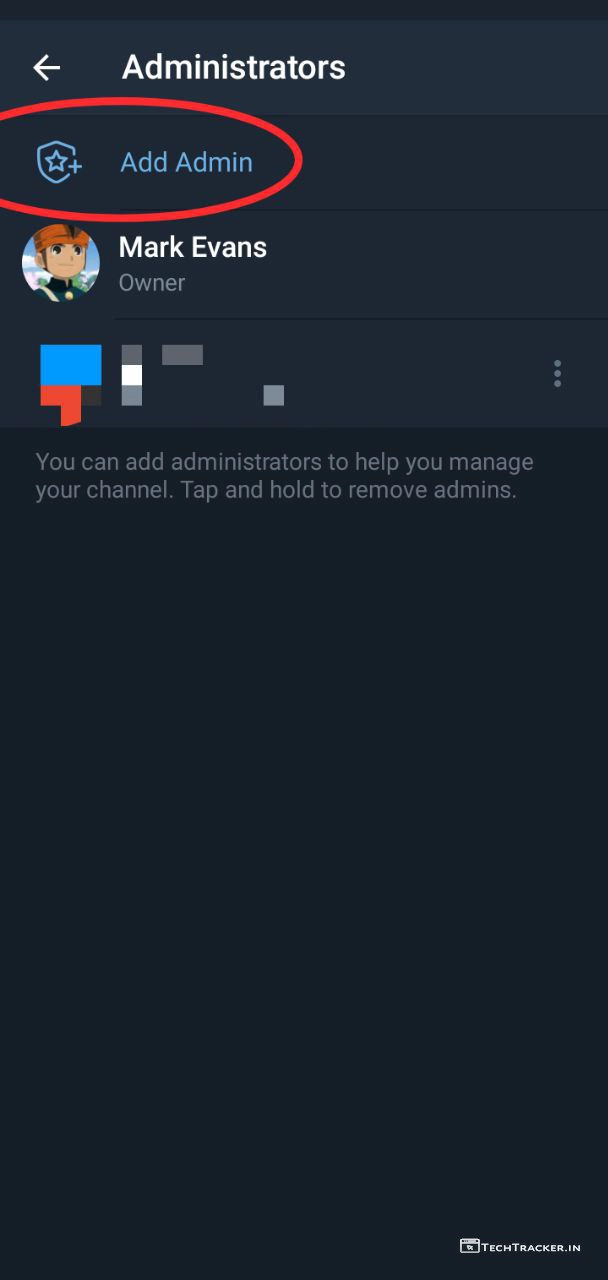 Administrators
Add Admin
Mark Evans
Owner
You can add administrators to help you manage
your channel. Tap and hold to remove admins.
TECHTRACKER.IN